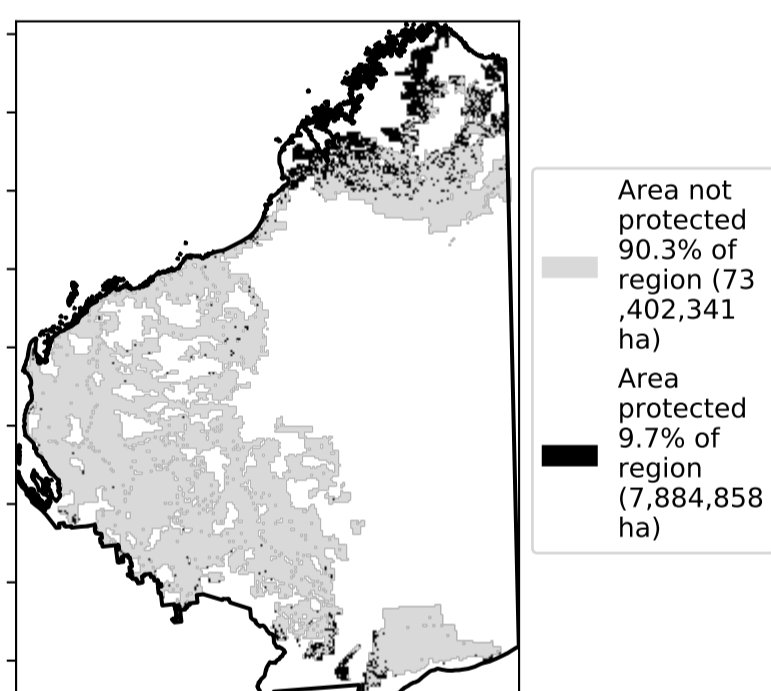 Area not
protected
90.3% of
region (73
,402,341
ha)
Area
protected
9.7% of
region
(7,884,858
ha)